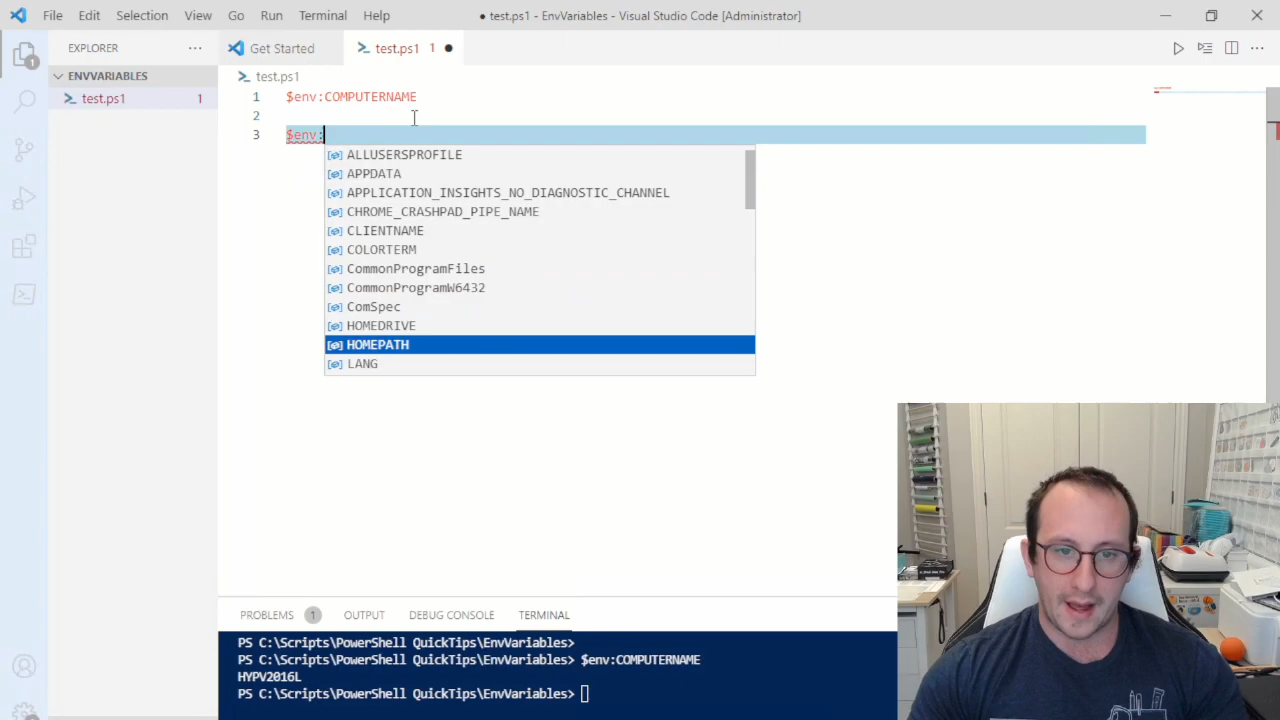 File Edit Selection View Go Run Terminal Help
● test.ps1 - EnvVariables - Visual Studio Code [Administrator]
EXPLORER
Get Started
test.ps1 1
ENVVARIABLES
test.ps1 1
test.ps1
1 $env:COMPUTERNAME
2
3 $env:
ALLUSERSPROFILE
APPDATA
APPLICATION_INSIGHTS_NO_DIAGNOSTIC_CHANNEL
CHROME_CRASHPAD_PIPE_NAME
CLIENTNAME
COLORTERM
CommonProgramFiles
CommonProgramW6432
ComSpec
HOMEDRIVE
HOMEPATH
LANG
1
PROBLEMS 1 OUTPUT DEBUG CONSOLE TERMINAL
PS C:\Scripts\PowerShell QuickTips\EnvVariables>
PS C:\Scripts\PowerShell QuickTips\EnvVariables> $env:COMPUTERNAME
HYPV2016L
PS C:\Scripts\PowerShell QuickTips\EnvVariables>